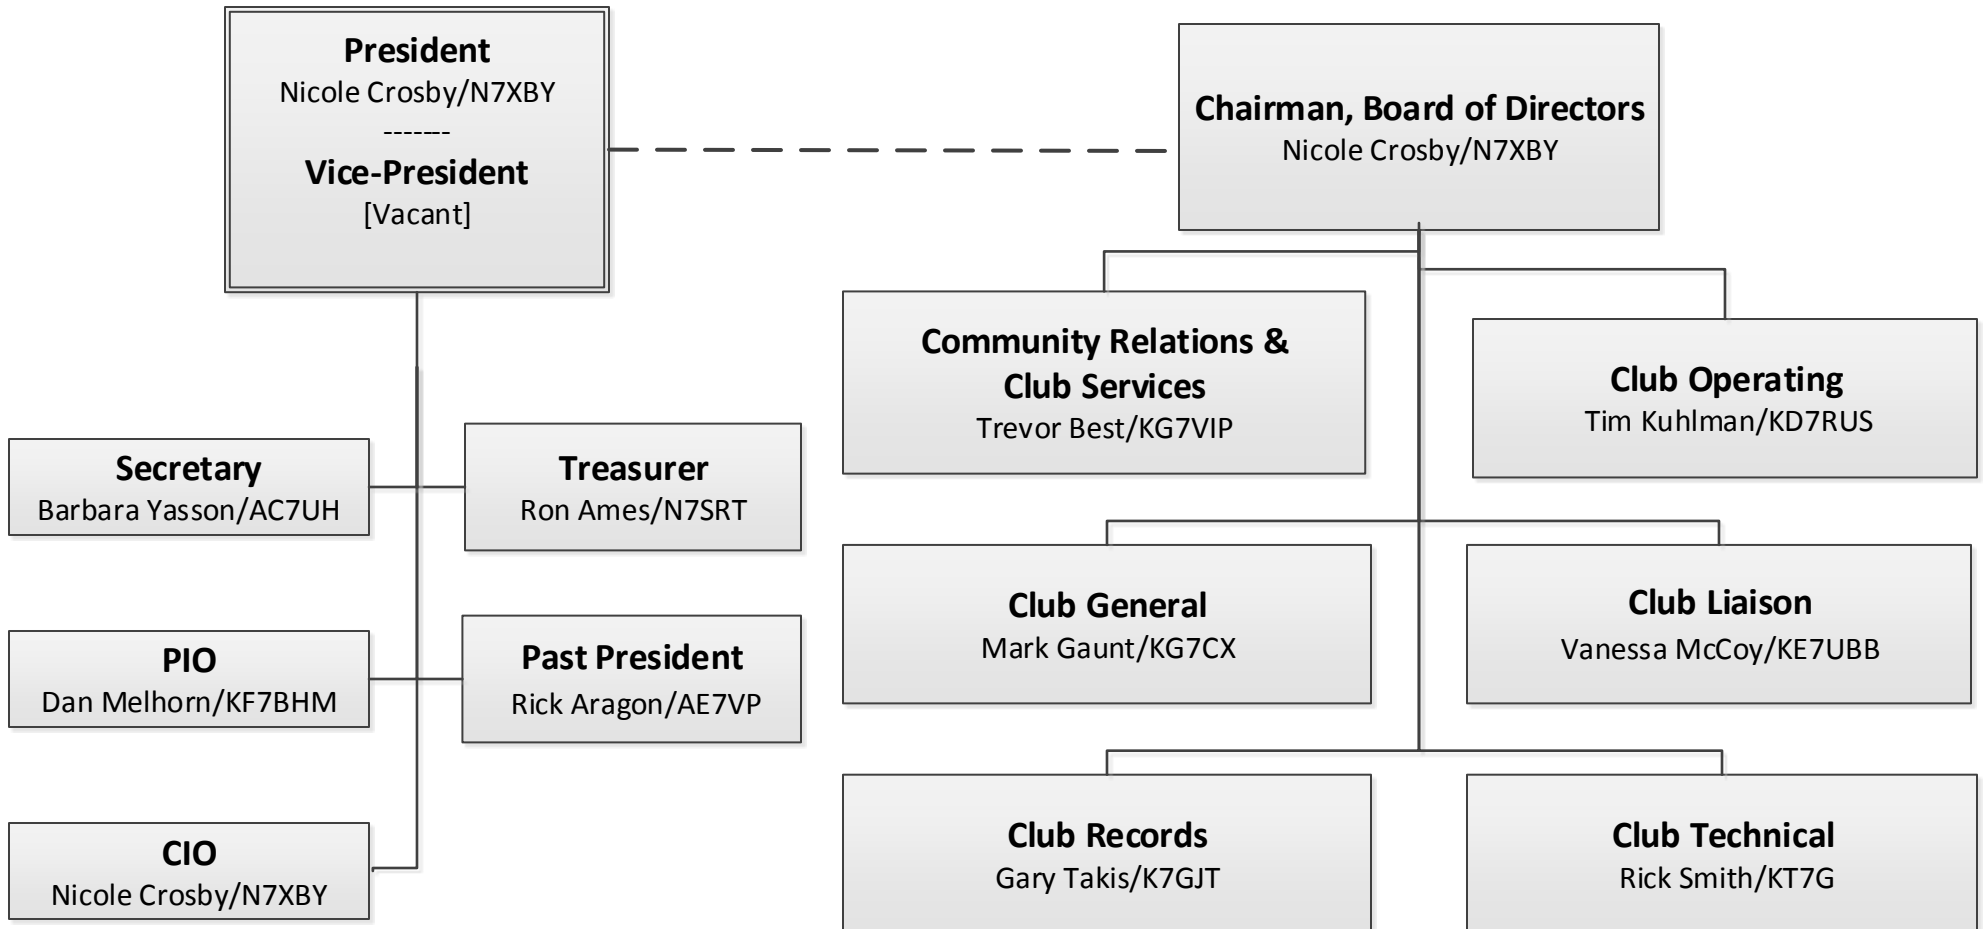 President
Nicole Crosby/N7XBY
-------
Vice-President
[Vacant]
Chairman, Board of Directors
Nicole Crosby/N7XBY
Community Relations &
Club Services
Trevor Best/KG7VIP
Club Operating
Tim Kuhlman/KD7RUS
Secretary
Barbara Yasson/AC7UH
Treasurer
Ron Ames/N7SRT
Club General
Mark Gaunt/KG7CX
Club Liaison
Vanessa McCoy/KE7UBB
PIO
Dan Melhorn/KF7BHM
Past President
Rick Aragon/AE7VP
CIO
Nicole Crosby/N7XBY
Club Records
Gary Takis/K7GJT
Club Technical
Rick Smith/KT7G